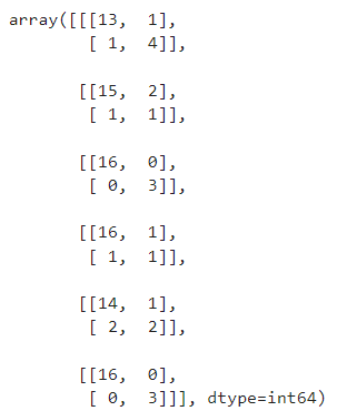 array([[[13, 1],
[ 1, 4]],
[[15, 2],
[ 1, 1]],
[[16, 0],
[ 0, 3]],
[[16, 1],
[ 1, 1]],
[[14, 1],
[ 2, 2]],
[[16, 0],
[ 0, 3]]], dtype=int64)